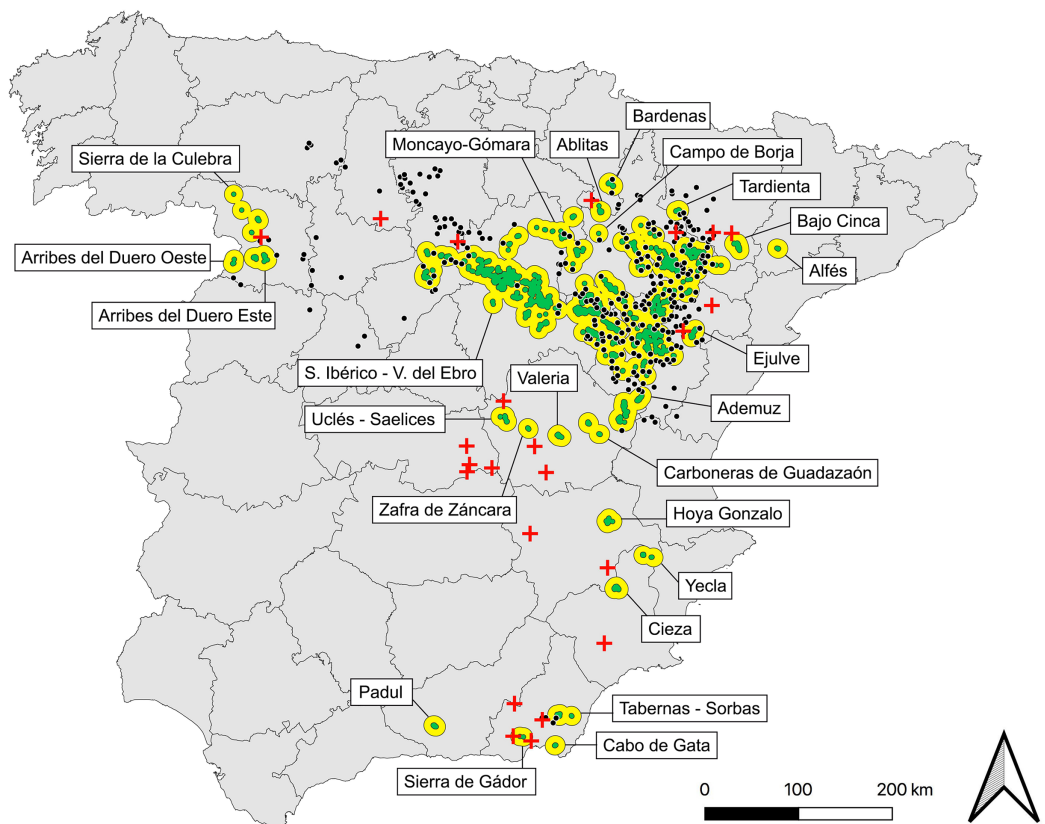 Bardenas
Moncayo-Gómara
Ablitas
Campo de Borja
Sierra de la Culebra
Tardienta
Bajo Cinca
Arribes del Duero Oeste
Alfés
Arribes del Duero Este
Ejulve
S. Ibérico - V. del Ebro
Valeria
Ademuz
Uclés - Saelices
Carboneras de Guadazaón
Zafra de Záncara
Hoya Gonzalo
Yecla
Cieza
Padul
Tabernas - Sorbas
Cabo de Gata
Sierra de Gádor
0 100 200 km